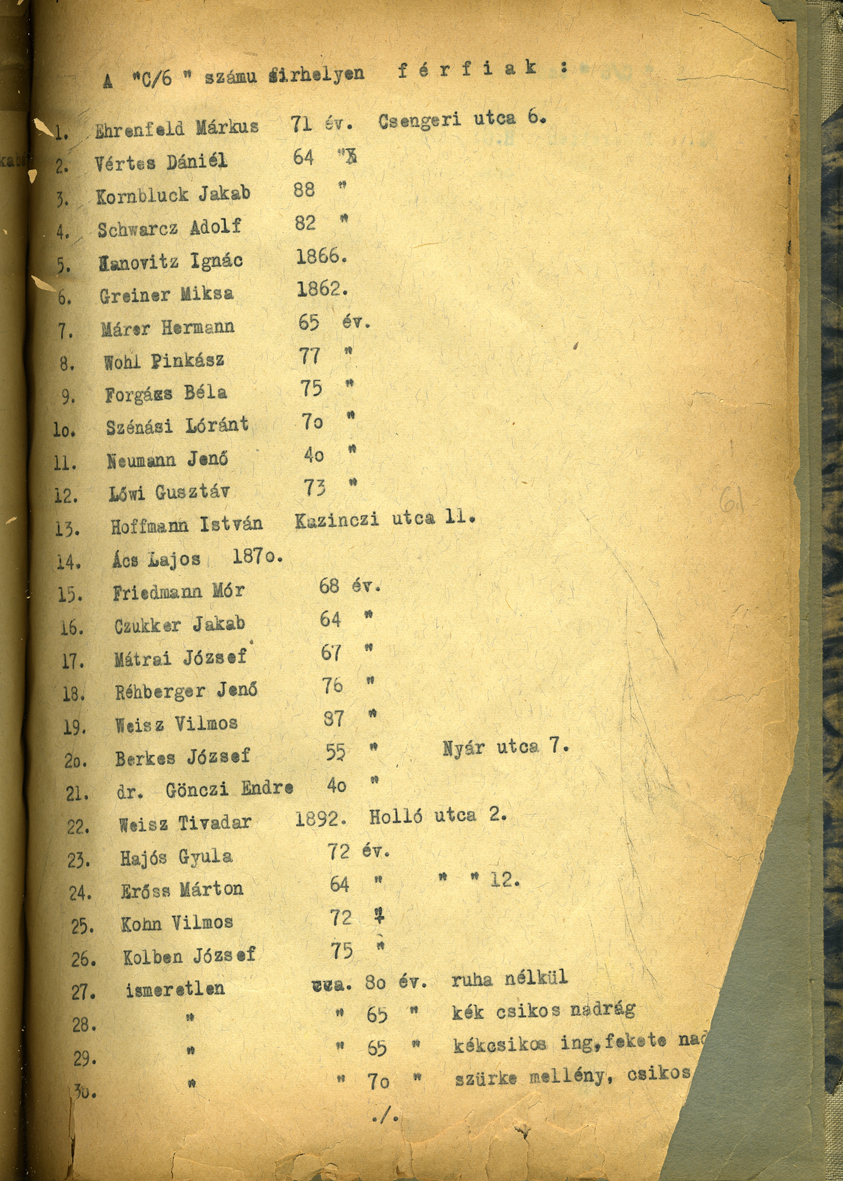 A "C/6 " számu sirhelyen f é r f i a k :
1. Ehrenfeld Márkus 71 év. Csengeri utca 6.
2. Vértes Dániél 64 "
3. Kornbluck Jakab 88 "
4. Schwarcz Adolf 82 "
5. Hanovitz Ignác 1866.
6. Greiner Miksa 1862.
7. Márer Hermann 65 év.
8. Wohl Pinkász 77 "
9. Forgács Béla 75 "
1o. Szénási Lóránt 7o "
11. Neumann Jenő 4o "
12. Lőwi Gusztáv 73 "
13. Hoffmann István Kazinczi utca 11.
14. Ács Lajos 187o.
15. Friedmann Mór 68 év.
16. Czukker Jakab 64 "
17. Mátrai József 67 "
18. Réhberger Jenő 76 "
19. Weisz Vilmos 87 "
2o. Berkes József 55 " Nyár utca 7.
21. dr. Gönczi Endre 4o "
22. Weisz Tivadar 1892. Holló utca 2.
23. Hajós Gyula 72 év.
24. Erőss Márton 64 " " " 12.
25. Kohn Vilmos 72 "
26. Kolben József 75 "
27. ismeretlen cca. 8o év. ruha nélkül
28. " " 65 " kék csikos nadrág
29. " " 65 " kékcsikos ing,fekete nad
3o. " " 7o " szürke mellény, csikos
./.
61